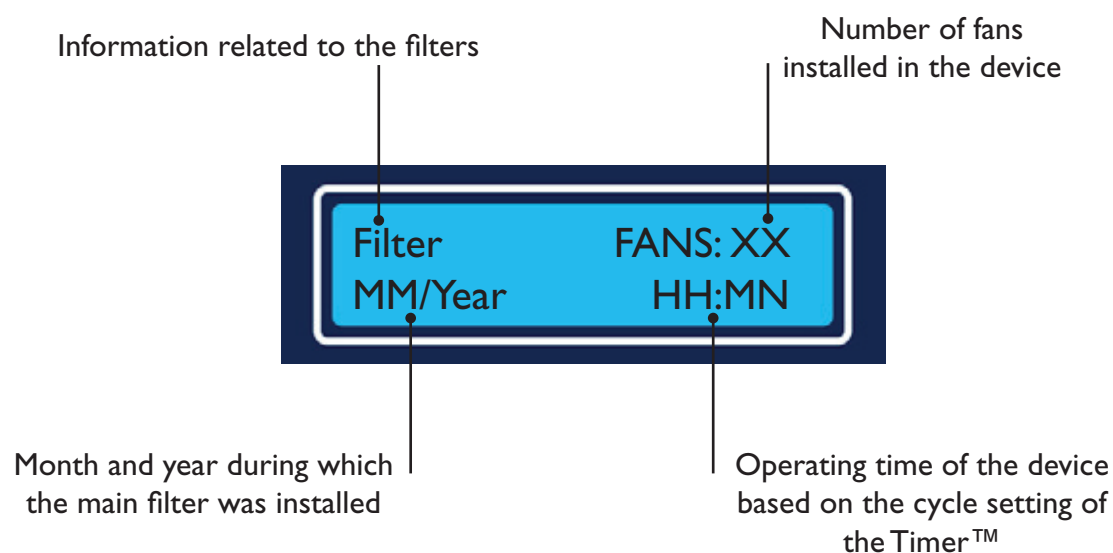 Information related to the filters
Number of fans
installed in the device
Filter FANS: XX
MM/Year HH:MN
Month and year during which
the main filter was installed
Operating time of the device
based on the cycle setting of
the Timer™